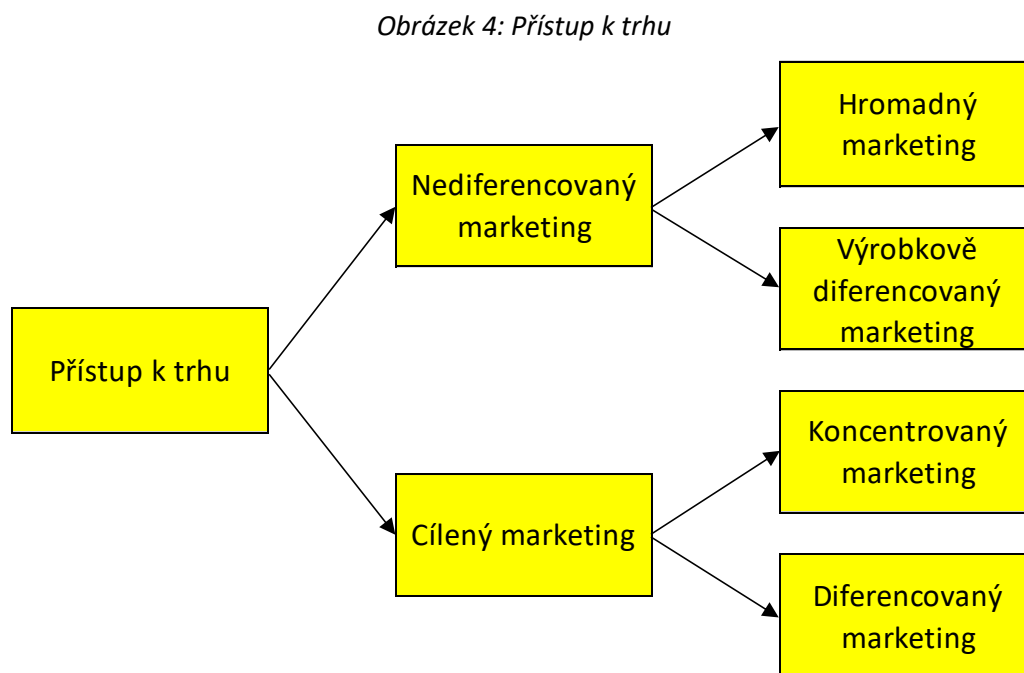 Obrázek 4: Přístup k trhu
Hromadný
marketing
Nediferencovaný
marketing
Výrobkově
diferencovaný
marketing
Přístup k trhu
Koncentrovaný
marketing
Cílený marketing
Diferencovaný
marketing